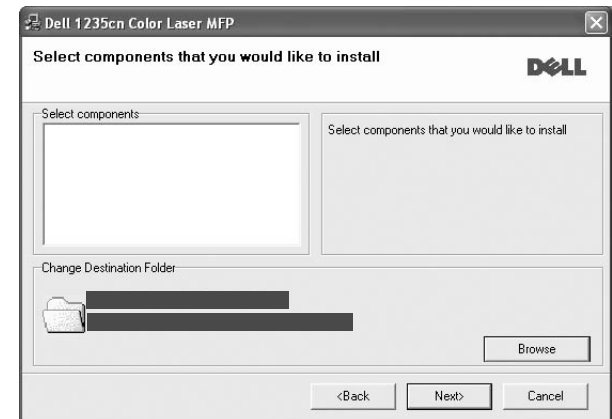 Dell 1235cn Color Laser MFP
Select components that you would like to install
DELL
Select components
Select components that you would like to install
Change Destination Folder
Browse
<Back
Next>
Cancel